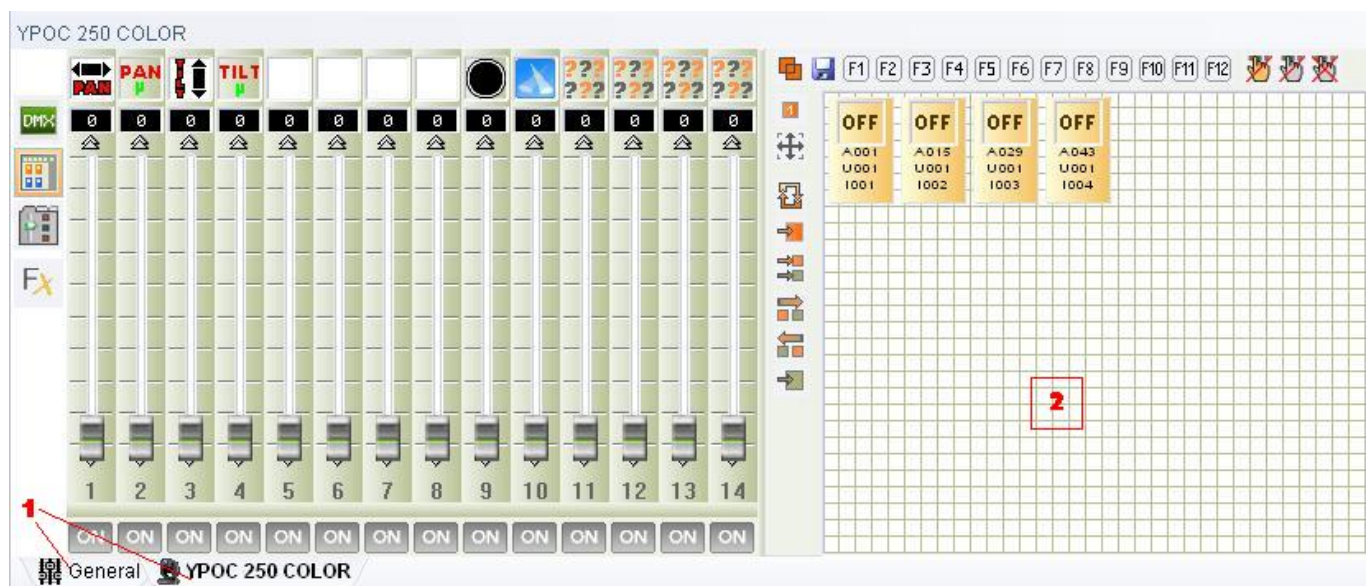 YPOC 250 COLOR
PAN PAN µ TILT µ ??? ??? ??? ??? ??? ??? ??? ???
F1 F2 F3 F4 F5 F6 F7 F8 F9 F10 F11 F12
DMX 0 0 0 0 0 0 0 0 0 0 0 0 0 0
1
OFF OFF OFF OFF
A001 A015 A029 A043
U001 U001 U001 U001
I001 I002 I003 I004
Fx
2
1 2 3 4 5 6 7 8 9 10 11 12 13 14
1
ON ON ON ON ON ON ON ON ON ON ON ON ON ON
General YPOC 250 COLOR